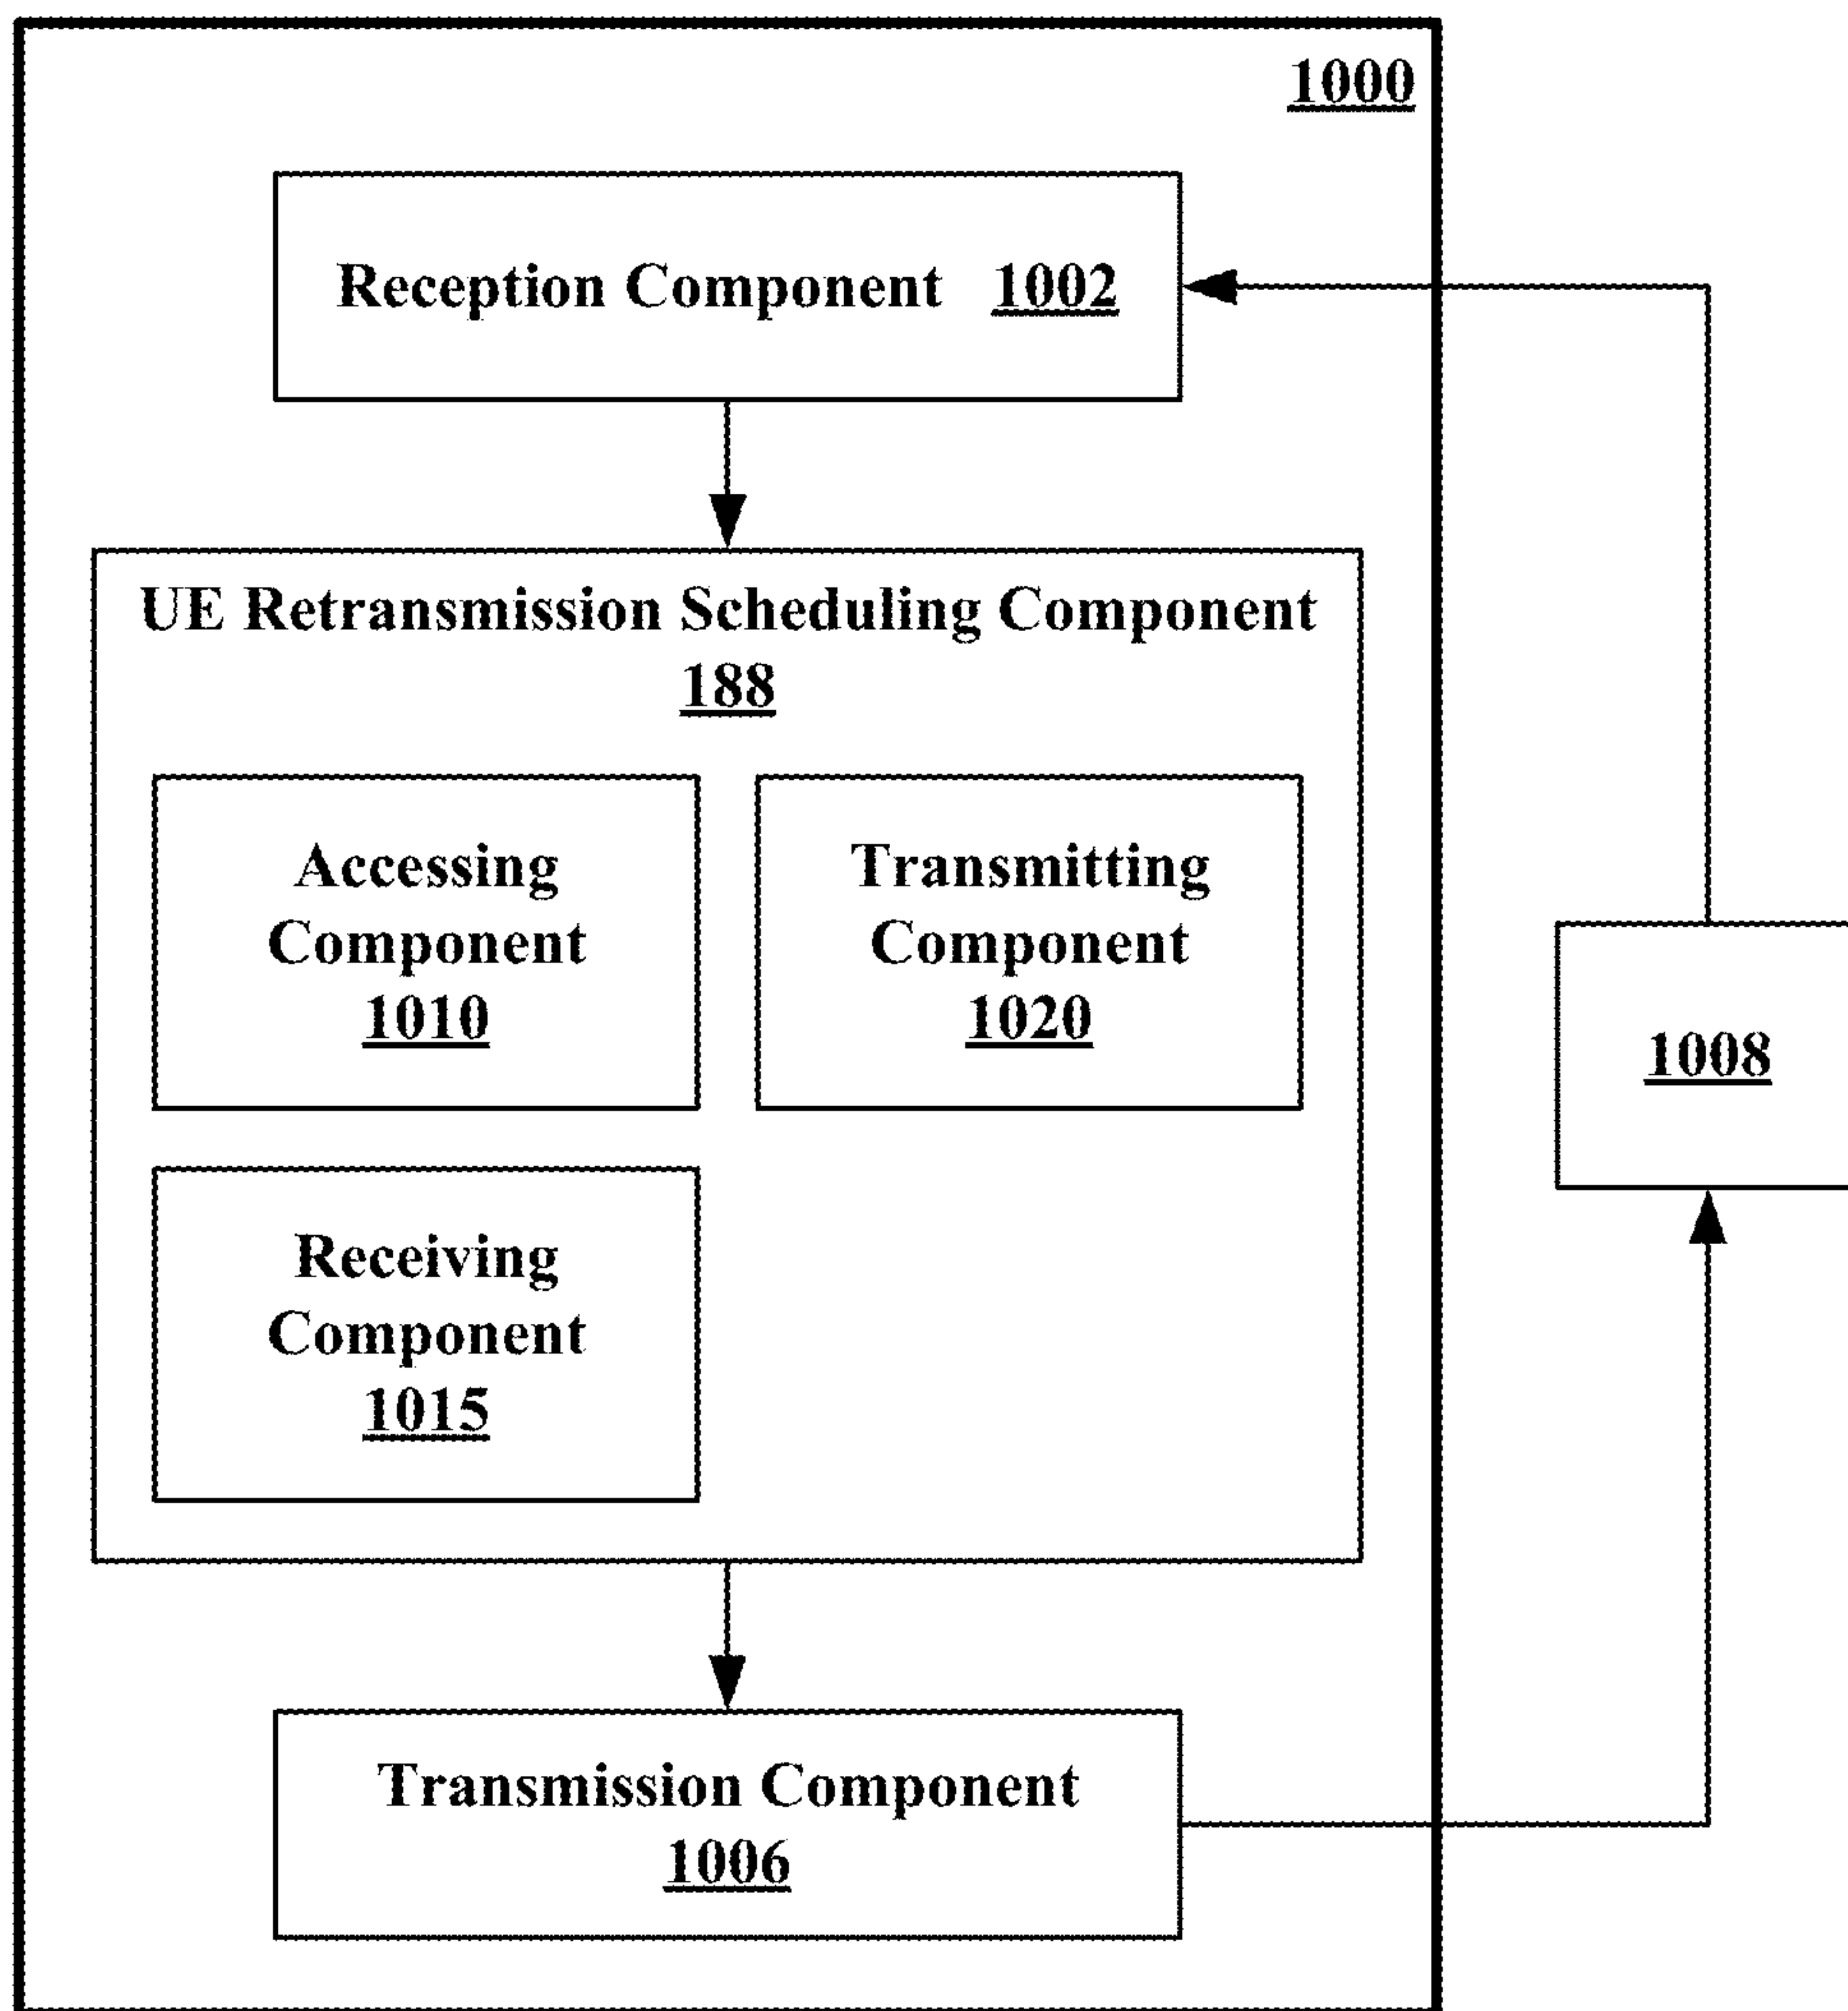 1000
Reception Component 1002
UE Retransmission Scheduling Component
188
Accessing
Component
1010
Transmitting
Component
1020
1008
Receiving
Component
1015
Transmission Component
1006